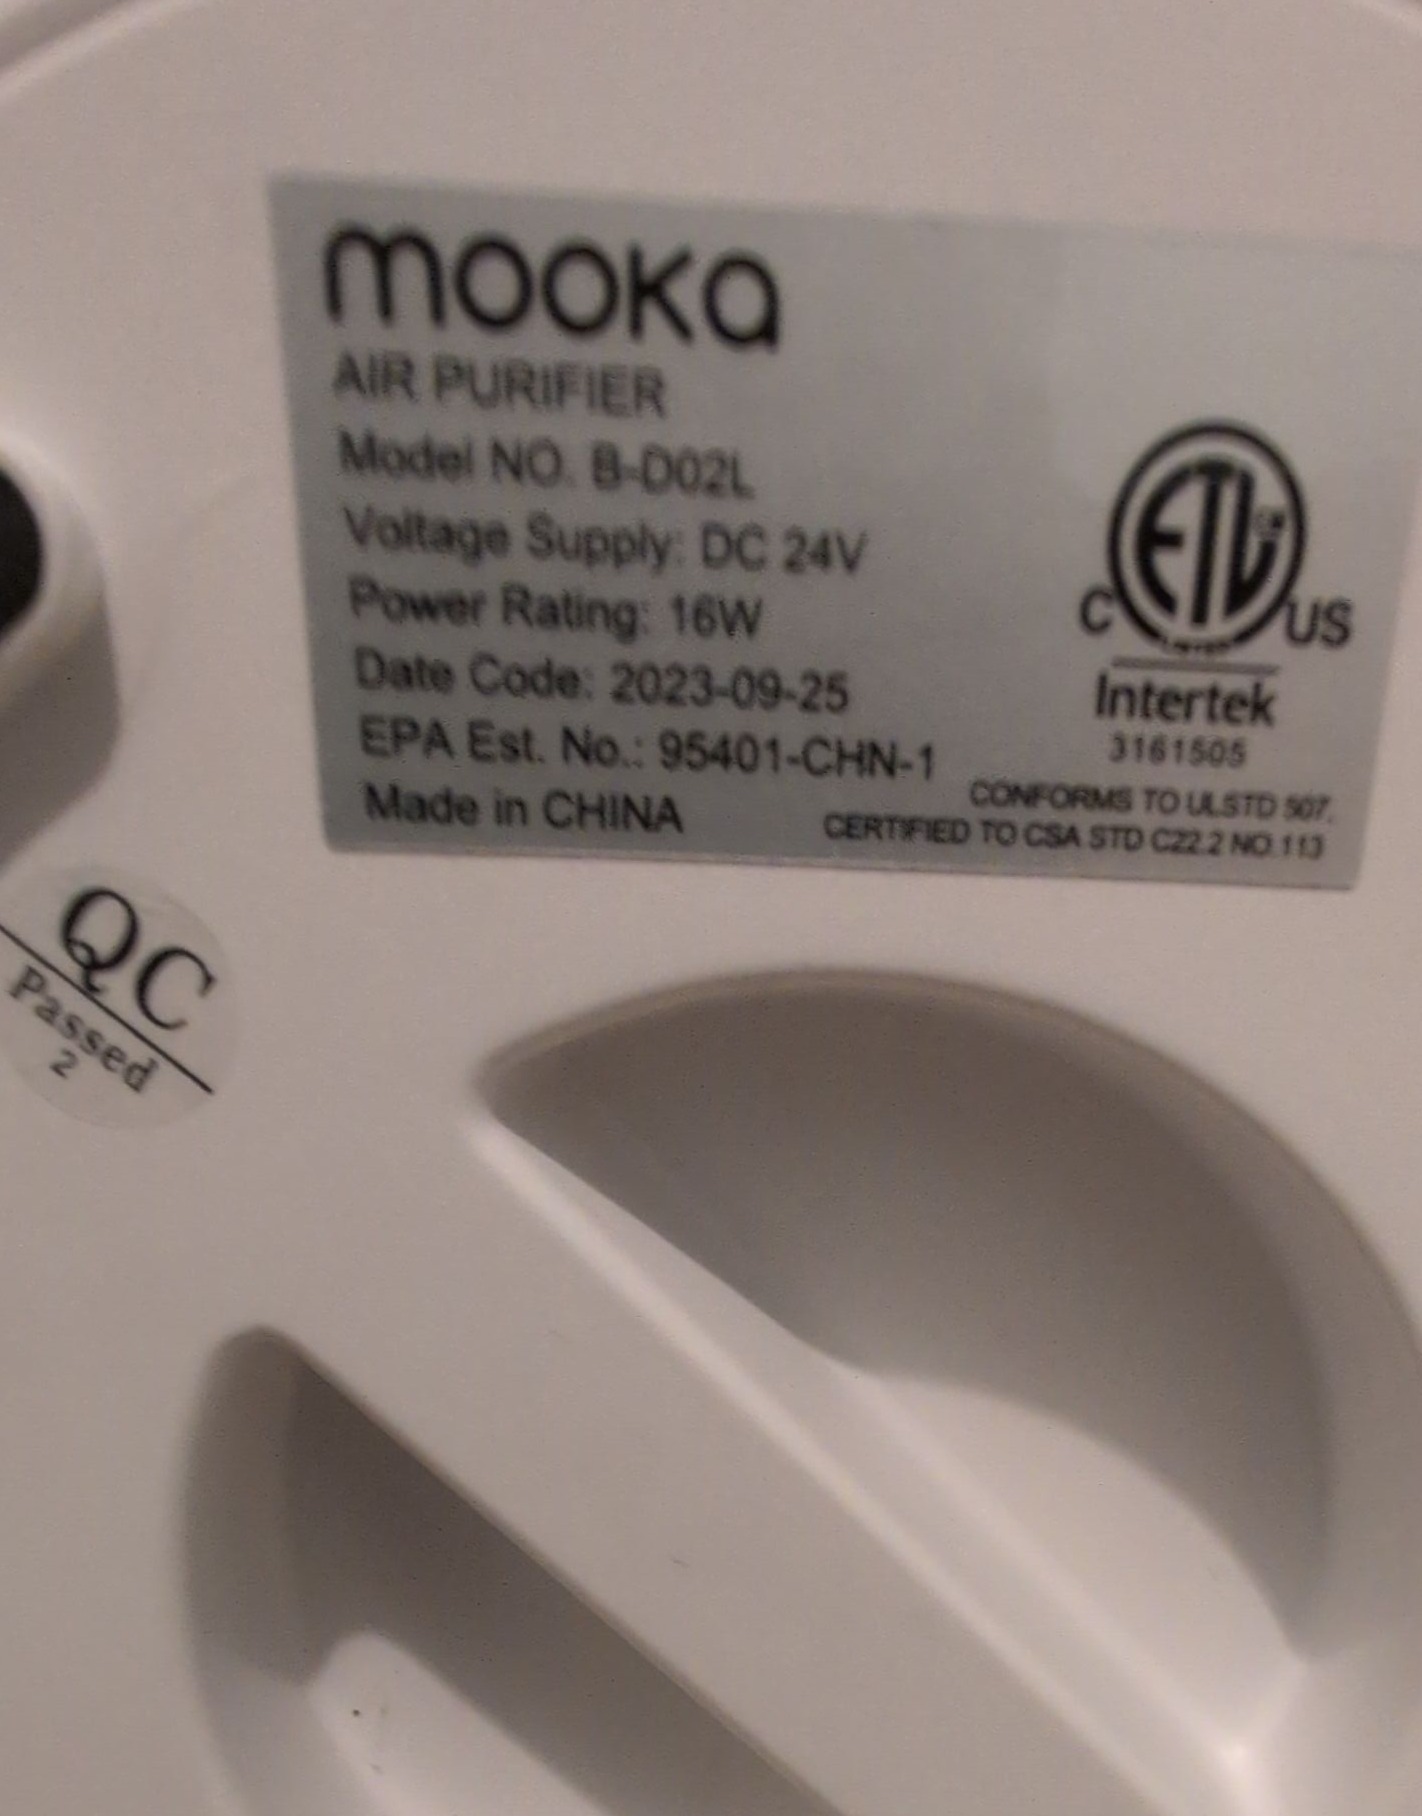 mooka
AIR PURIFIER
Model NO. B-D02L
Voltage Supply: DC 24V
Power Rating: 16W
Date Code: 2023-09-25
EPA Est. No.: 95401-CHN-1
Made in CHINA
ETL
C US
Intertek
3161505
CONFORMS TO ULSTD 507.
CERTIFIED TO CSA STD C22.2 NO.113
QC
Passed
2